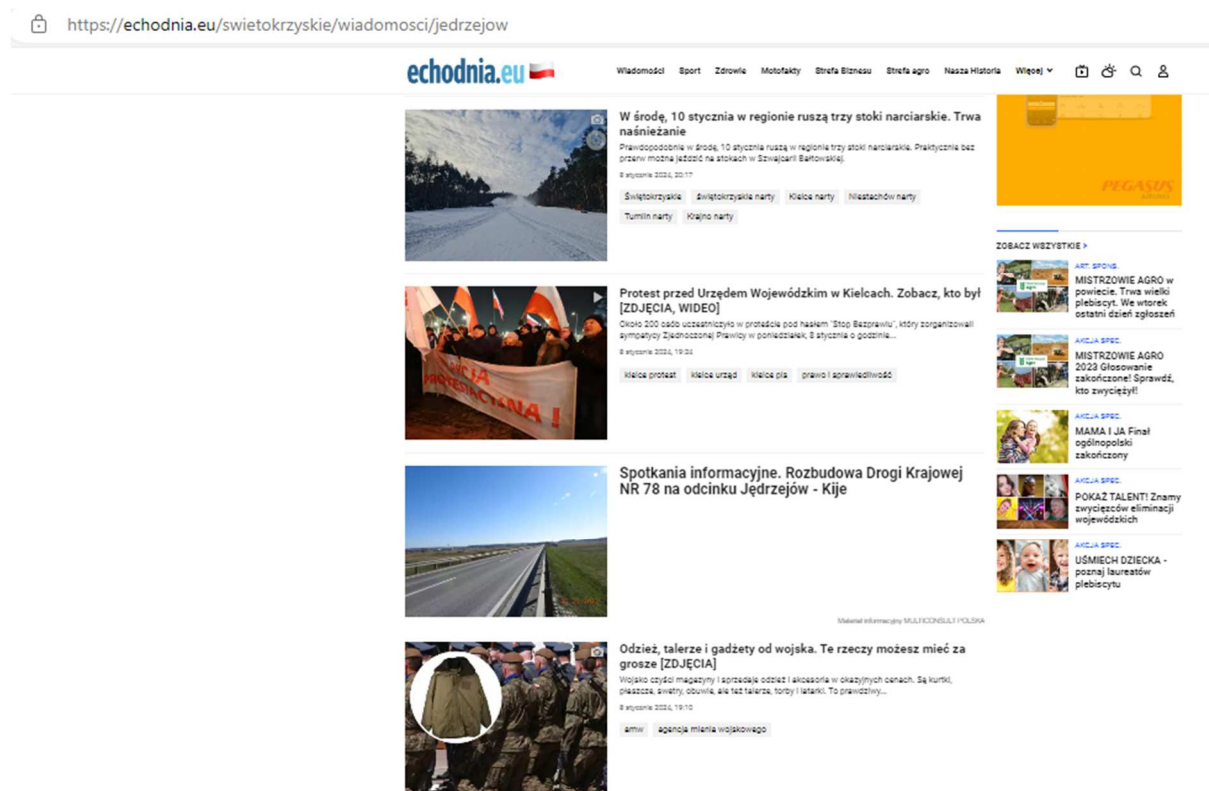 https://echodnia.eu/swietokrzyskie/wiadomosci/jedrzejow
echodnia.eu
Wiadomości Sport Zdrowie Motofakty Strefa Biznesu Strefa agro Nasza Historia Więcej
W środę, 10 stycznia w regionie ruszą trzy stoki narciarskie. Trwa
naśnieżanie
Prawdopodobnie w środę, 10 stycznia ruszą w regionie trzy stoki narciarskie. Praktycznie bez
przerw można jeździć na stokach w Szwajcarii Bałtowskiej.
8 stycznia 2024, 20:17
Świętokrzyskie świętokrzyskie narty Kielce narty Niestachów narty
Tumlin narty Krajno narty
Protest przed Urzędem Wojewódzkim w Kielcach. Zobacz, kto był
[ZDJĘCIA, WIDEO]
Około 200 osób uczestniczyło w proteście pod hasłem "Stop Bezprawiu", który zorganizowali
sympatycy Zjednoczonej Prawicy w poniedziałek, 8 stycznia o godzinie...
8 stycznia 2024, 19:24
kielce protest kielce urząd kielce pis prawo i sprawiedliwość
AKCJA
PROTESTACYJNA !
Spotkania informacyjne. Rozbudowa Drogi Krajowej
NR 78 na odcinku Jędrzejów - Kije
Materiał informacyjny MULTICONSULT POLSKA
Odzież, talerze i gadżety od wojska. Te rzeczy możesz mieć za
grosze [ZDJĘCIA]
Wojsko czyści magazyny i sprzedaje odzież i akcesoria w okazyjnych cenach. Są kurtki,
płaszcze, swetry, obuwie, ale też talerze, torby i latarki. To prawdziwy...
8 stycznia 2024, 19:10
amw agencja mienia wojskowego
PEGASUS
AIRLINES
ZOBACZ WSZYSTKIE >
ART. SPONS.
MISTRZOWIE AGRO w
powiecie. Trwa wielki
plebiscyt. We wtorek
ostatni dzień zgłoszeń
AKCJA SPEC.
MISTRZOWIE AGRO
2023 Głosowanie
zakończone! Sprawdź,
kto zwyciężył!
AKCJA SPEC.
MAMA I JA Finał
ogólnopolski
zakończony
AKCJA SPEC.
POKAŻ TALENT! Znamy
zwycięzców eliminacji
wojewódzkich
AKCJA SPEC.
UŚMIECH DZIECKA -
poznaj laureatów
plebiscytu